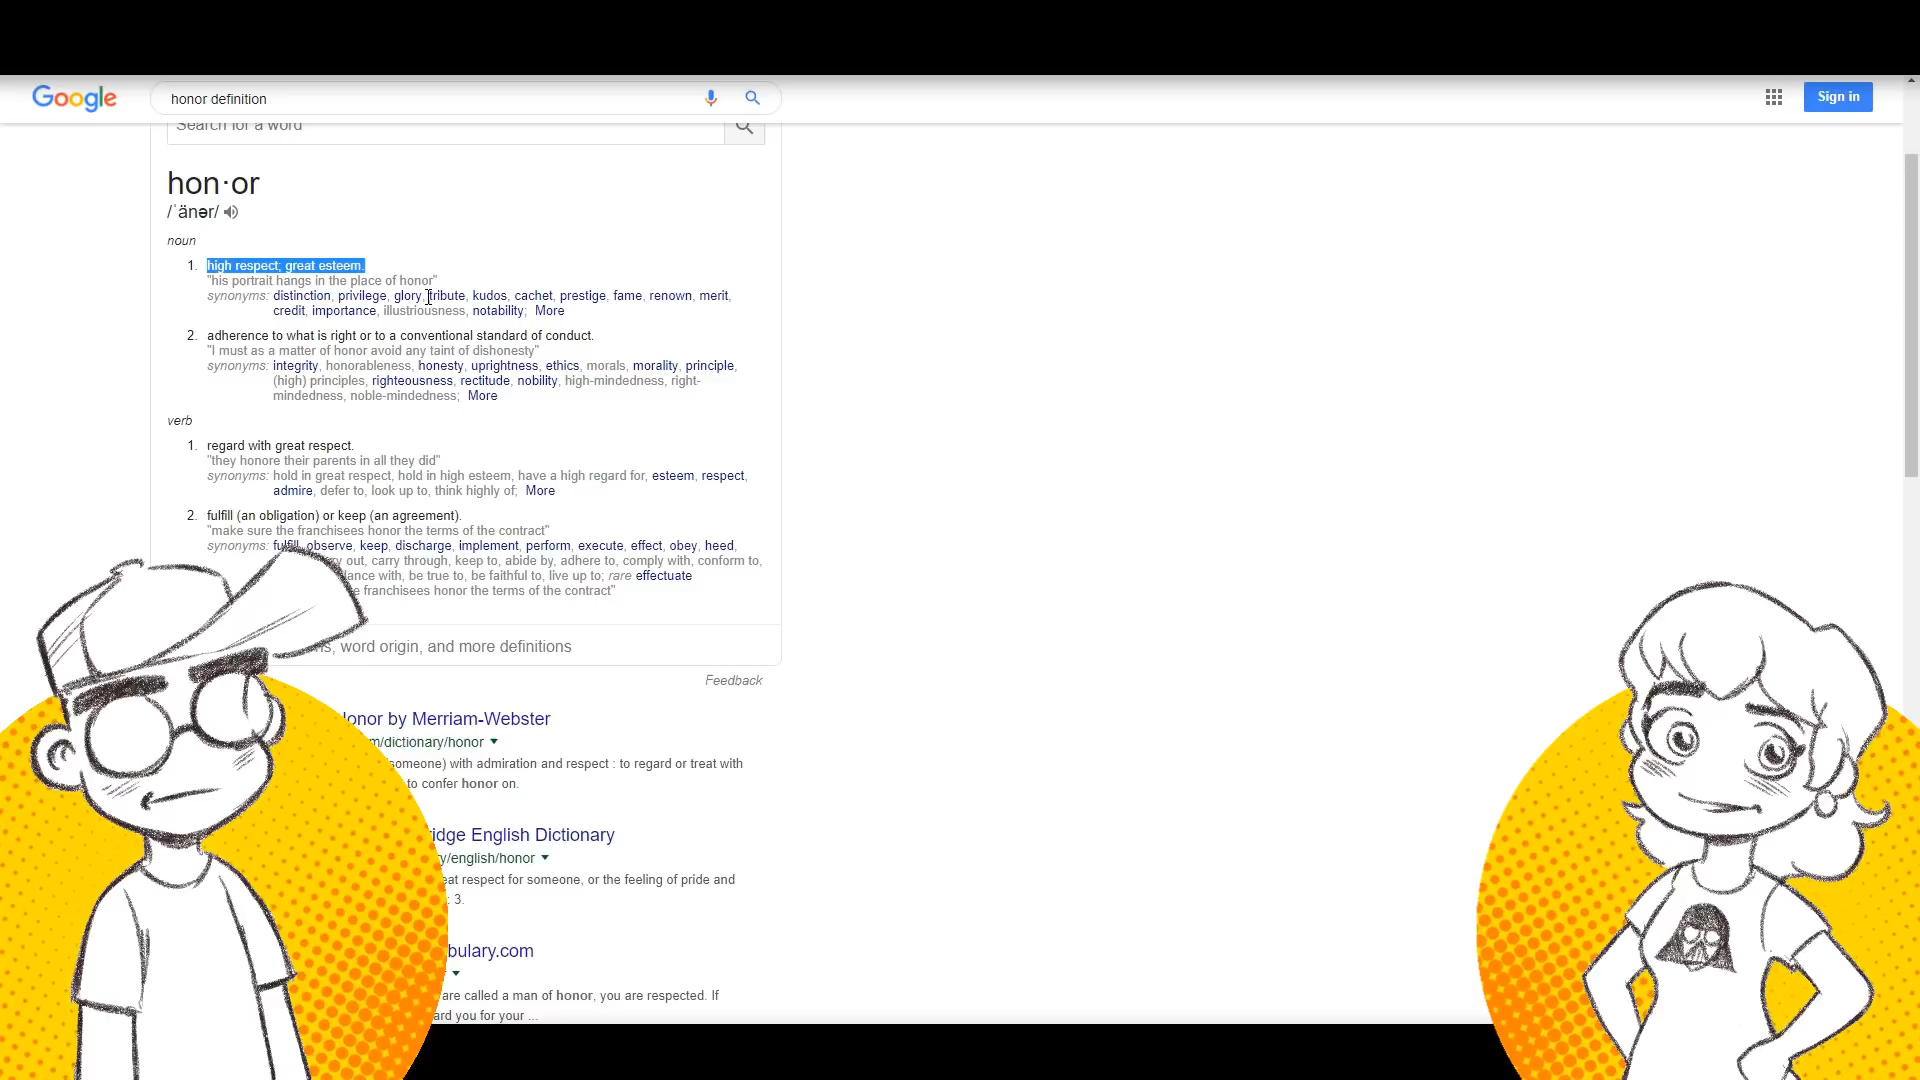 Google
honor definition
Sign in
Search for a word
hon·or
/ˈänər/
noun
1. high respect; great esteem.
"his portrait hangs in the place of honor"
synonyms: distinction, privilege, glory, tribute, kudos, cachet, prestige, fame, renown, merit,
credit, importance, illustriousness, notability; More
2. adherence to what is right or to a conventional standard of conduct.
"I must as a matter of honor avoid any taint of dishonesty"
synonyms: integrity, honorableness, honesty, uprightness, ethics, morals, morality, principle,
(high) principles, righteousness, rectitude, nobility, high-mindedness, right-
mindedness, noble-mindedness; More
verb
1. regard with great respect.
"they honore their parents in all they did"
synonyms: hold in great respect, hold in high esteem, have a high regard for, esteem, respect,
admire, defer to, look up to, think highly of; More
2. fulfill (an obligation) or keep (an agreement).
"make sure the franchisees honor the terms of the contract"
synonyms: fulfill, observe, keep, discharge, implement, perform, execute, effect, obey, heed,
out, carry through, keep to, abide by, adhere to, comply with, conform to,
with, be true to, be faithful to, live up to; rare effectuate
franchisees honor the terms of the contract"
word origin, and more definitions
Feedback
by Merriam-Webster
/dictionary/honor
(someone) with admiration and respect : to regard or treat with
to confer honor on.
English Dictionary
/english/honor
respect for someone, or the feeling of pride and
: 3.
.com
are called a man of honor, you are respected. If
you for your ...